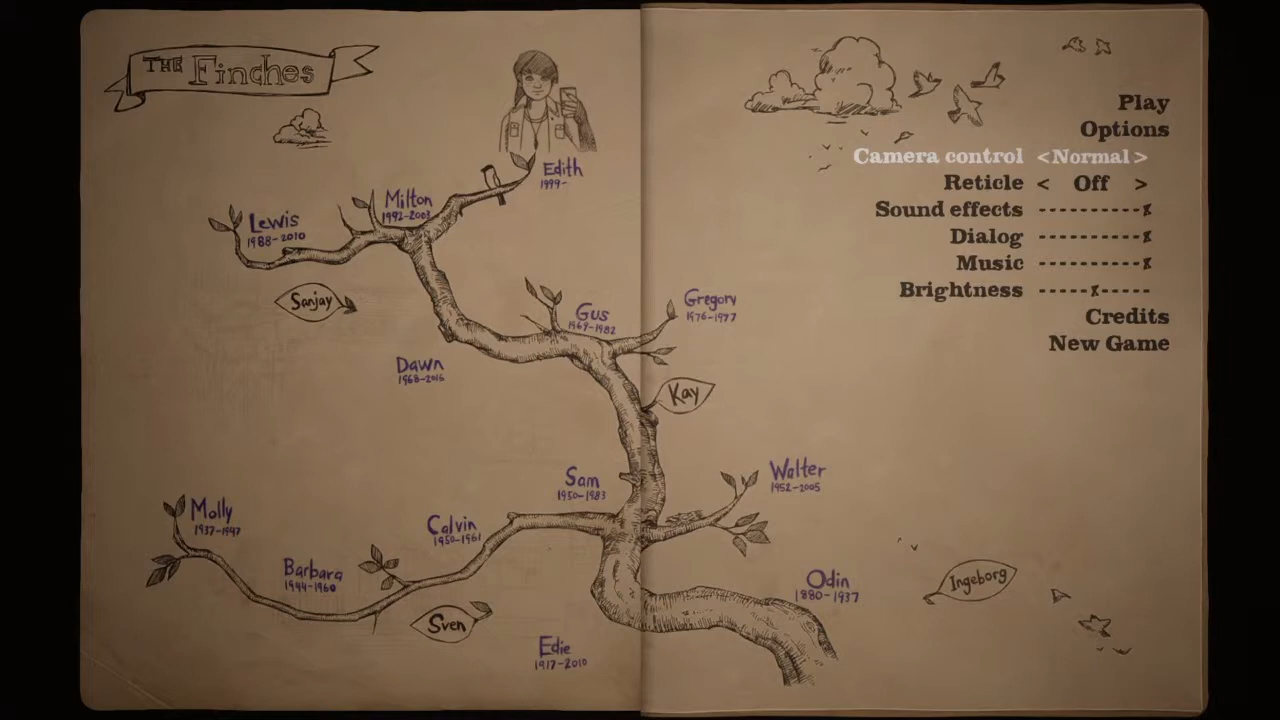 THE Finches
Edith
1999-
Milton
1992-2003
Lewis
1988-2010
Sanjay
Gus
1969-1982
Gregory
1976-1977
Dawn
1968-2016
Kay
Sam
1950-1983
Walter
1952-2005
Molly
1937-1947
Calvin
1950-1961
Barbara
1944-1960
Sven
Edie
1917-2010
Odin
1880-1937
Ingeborg
Play
Options
Camera control <Normal>
Reticle < Off >
Sound effects ----------x
Dialog ----------x
Music ----------x
Brightness -----x-----
Credits
New Game